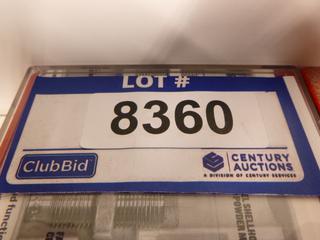 LOT #
8360
ClubBid
CENTURY
AUCTIONS
A DIVISION OF CENTURY SERVICES